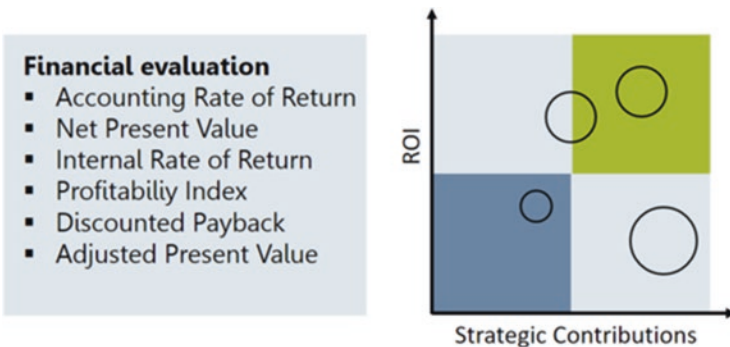 Financial evaluation
▪ Accounting Rate of Return
▪ Net Present Value
▪ Internal Rate of Return
▪ Profitabiliy Index
▪ Discounted Payback
▪ Adjusted Present Value
ROI
Strategic Contributions